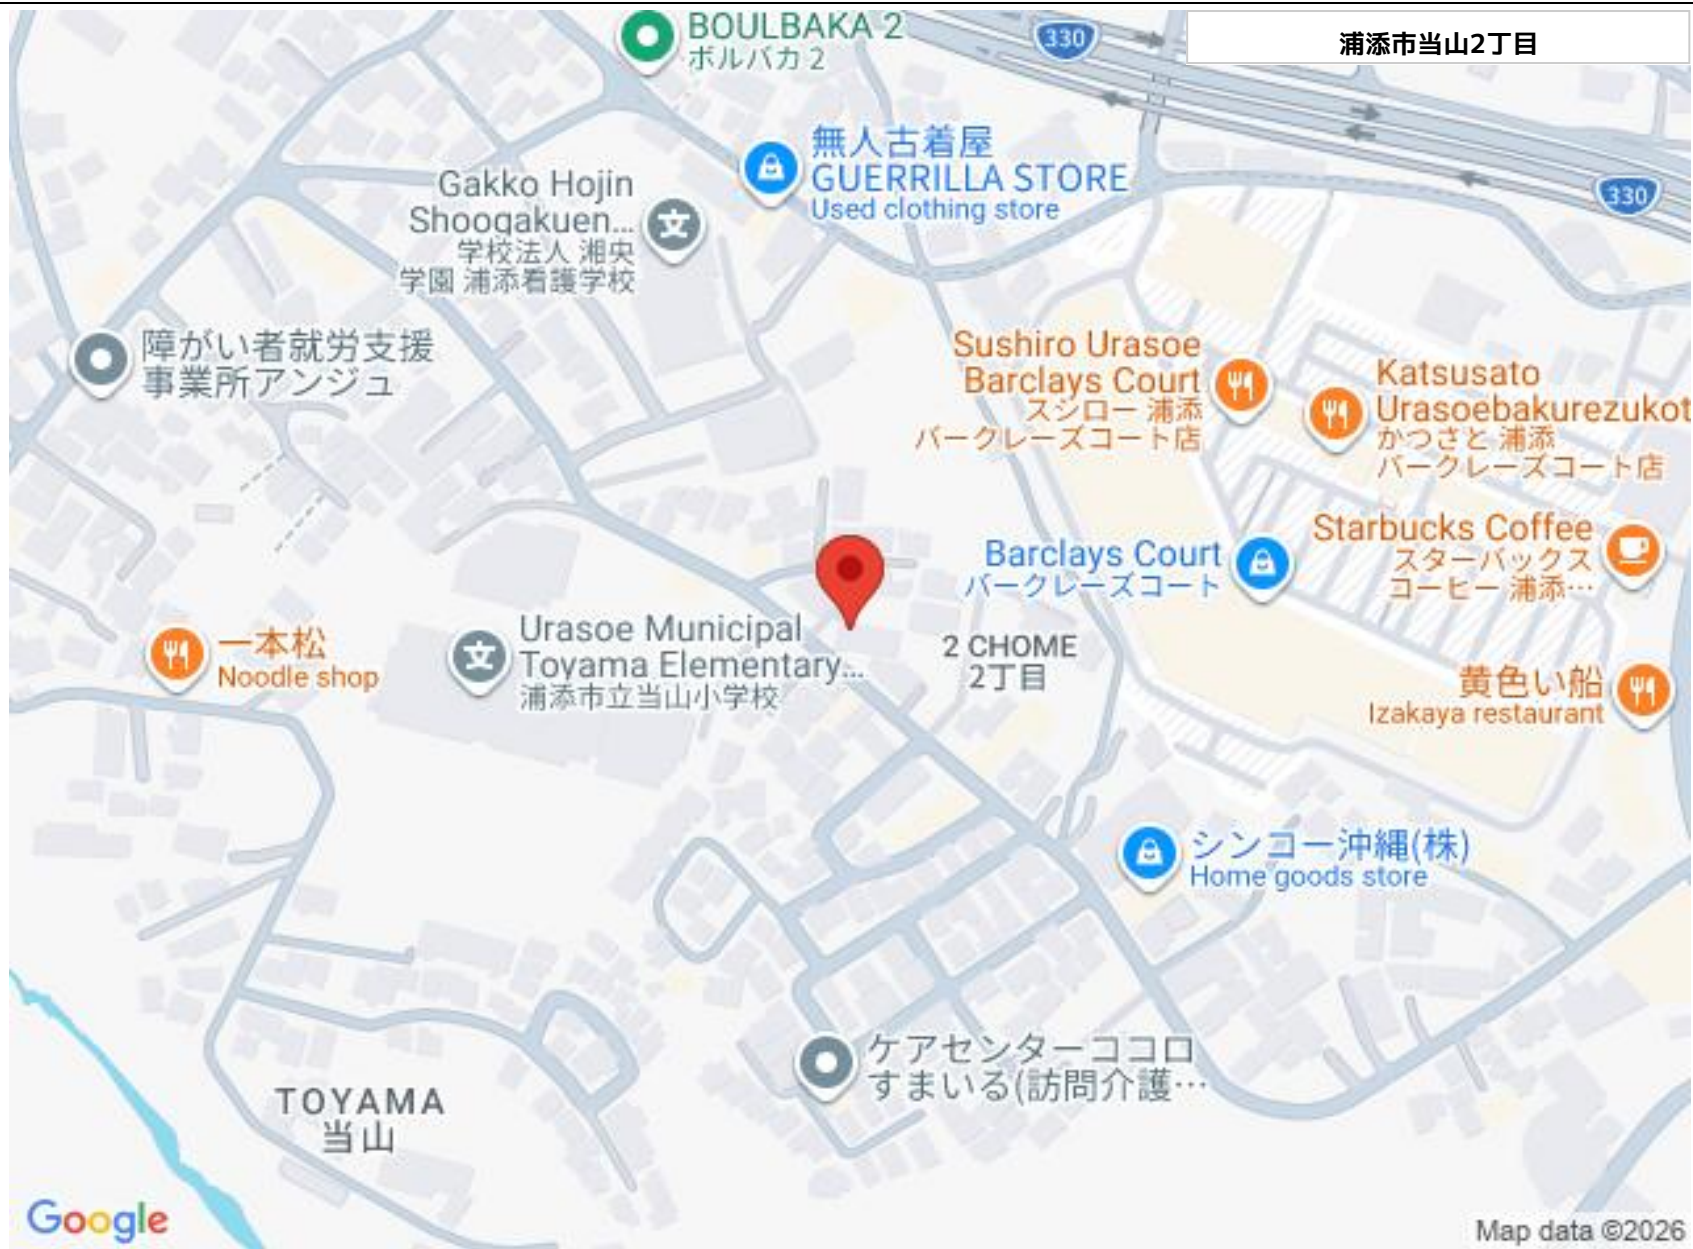 浦添市当山2丁目
BOULBAKA 2
ボルバカ 2
330
無人古着屋
GUERRILLA STORE
Used clothing store
330
Gakko Hojin
Shoogakuen...
学校法人 湘央
学園 浦添看護学校
障がい者就労支援
事業所アンジュ
Sushiro Urasoe
Barclays Court
スシロー 浦添
バークレーズコート店
Katsusato
Urasoebakurezukot
かつさと 浦添
バークレーズコート店
Starbucks Coffee
スターバックス
コーヒー 浦添…
Barclays Court
バークレーズコート
一本松
Noodle shop
Urasoe Municipal
Toyama Elementary...
浦添市立当山小学校
2 CHOME
2丁目
黄色い船
Izakaya restaurant
シンコー沖縄(株)
Home goods store
ケアセンターココロ
すまいる(訪問介護…
TOYAMA
当山
Google
Map data ©2026